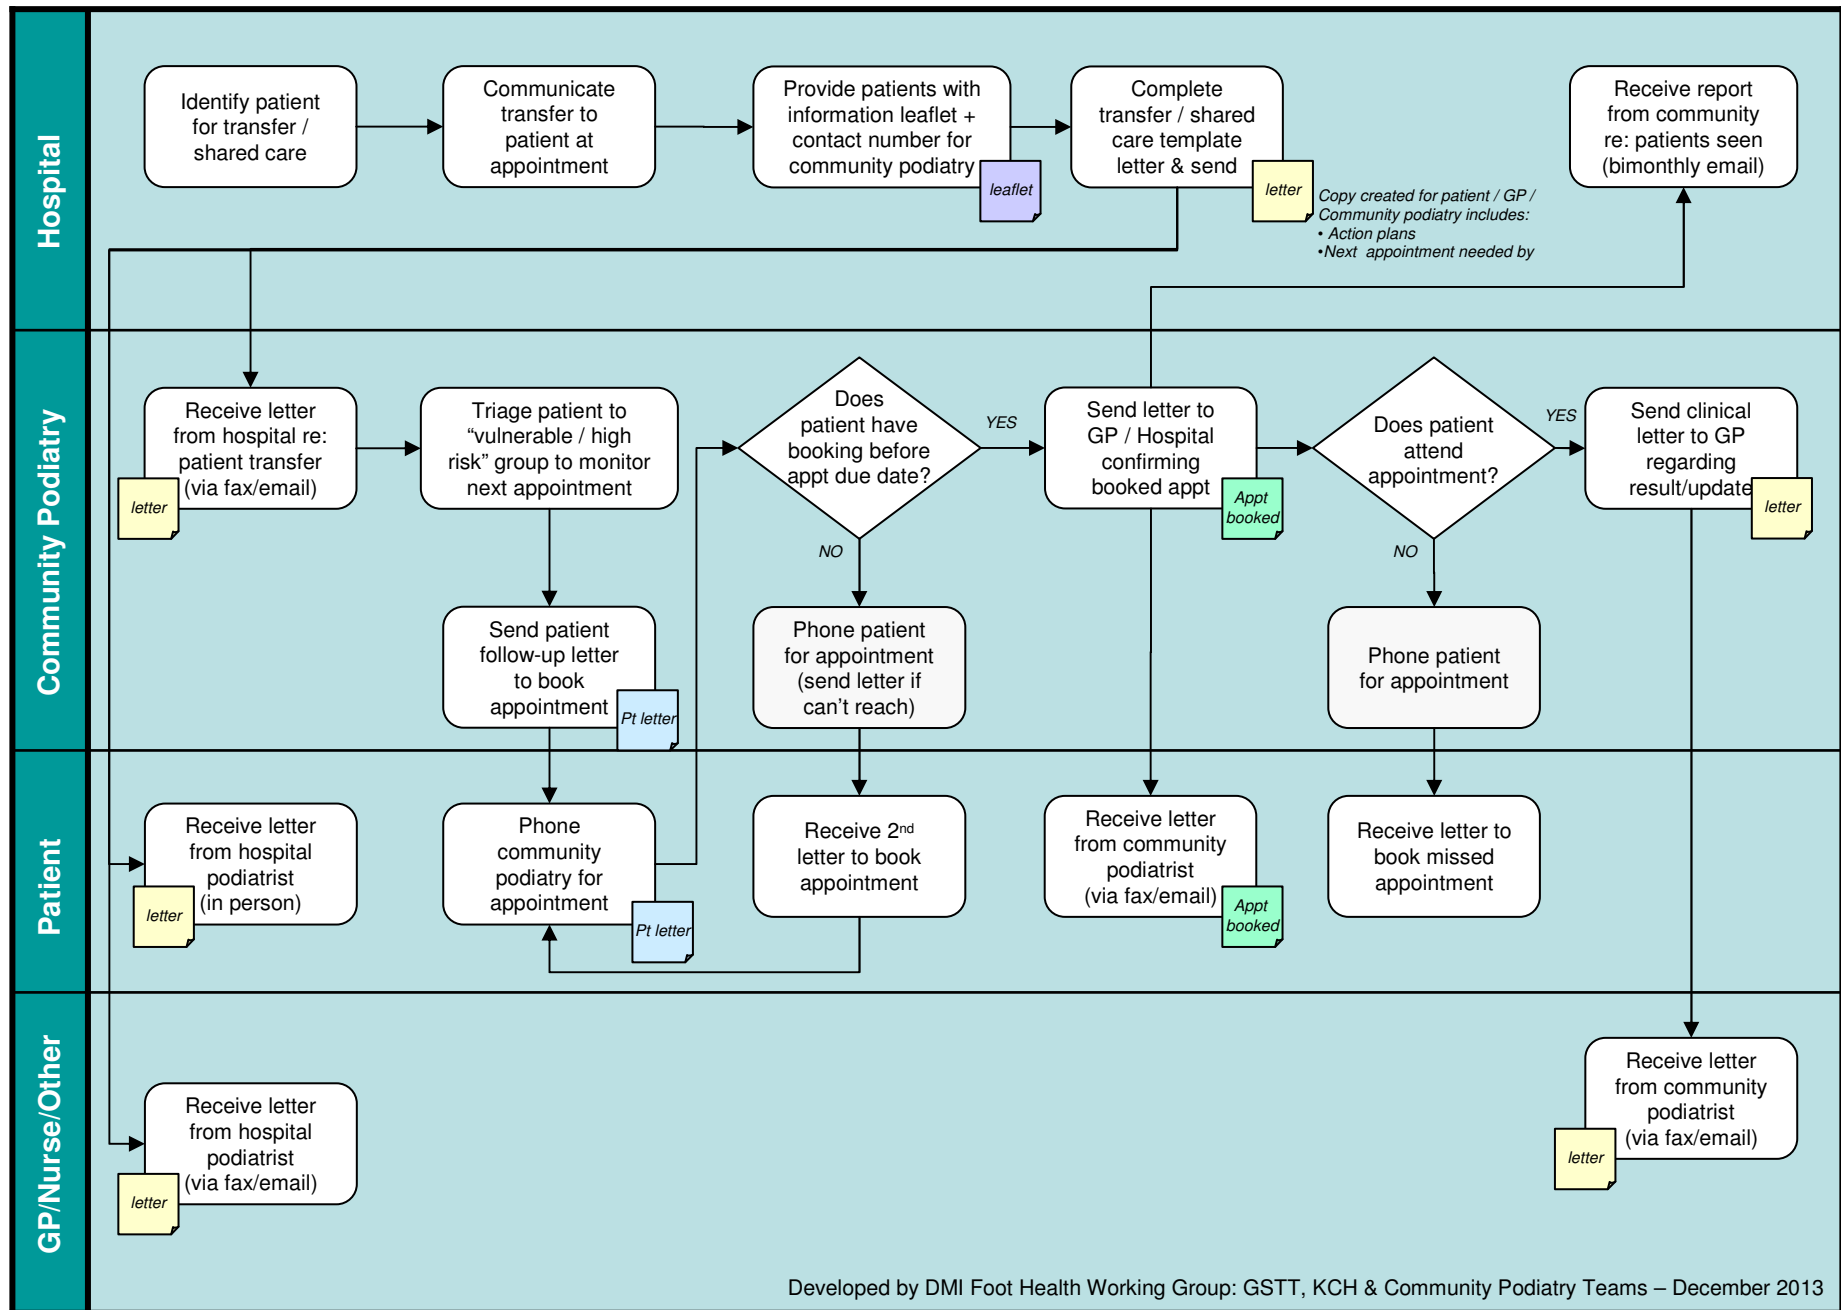 Hospital
Identify patient
for transfer /
shared care
Communicate
transfer to
patient at
appointment
Provide patients with
information leaflet +
contact number for
community podiatry
leaflet
Complete
transfer / shared
care template
letter & send
letter
Copy created for patient / GP /
Community podiatry includes:
• Action plans
•Next appointment needed by
Receive report
from community
re: patients seen
(bimonthly email)
Community Podiatry
Receive letter
from hospital re:
patient transfer
(via fax/email)
letter
Triage patient to
“vulnerable / high
risk” group to monitor
next appointment
Does
patient have
booking before
appt due date?
YES
NO
Send letter to
GP / Hospital
confirming
booked appt
Appt
booked
Does patient
attend
appointment?
YES
NO
Send clinical
letter to GP
regarding
result/update
letter
Send patient
follow-up letter
to book
appointment
Pt letter
Phone patient
for appointment
(send letter if
can’t reach)
Phone patient
for appointment
Patient
Receive letter
from hospital
podiatrist
(in person)
letter
Phone
community
podiatry for
appointment
Pt letter
Receive 2nd
letter to book
appointment
Receive letter
from community
podiatrist
(via fax/email)
Appt
booked
Receive letter to
book missed
appointment
GP/Nurse/Other
Receive letter
from hospital
podiatrist
(via fax/email)
letter
Receive letter
from community
podiatrist
(via fax/email)
letter
Developed by DMI Foot Health Working Group: GSTT, KCH & Community Podiatry Teams – December 2013